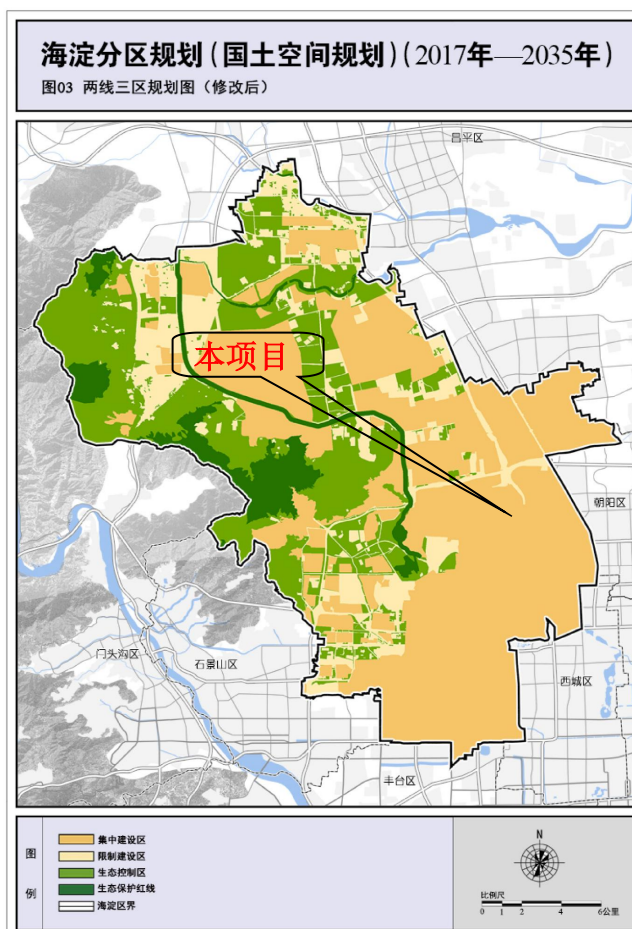 海淀分区规划（国土空间规划）（2017年—2035年）
图03 两线三区规划图（修改后）
昌平区
本项目
朝阳区
门头沟区
石景山区
西城区
丰台区
图例
集中建设区
限制建设区
生态控制区
生态保护红线
海淀区界
N
比例尺
0 1 2 4 6公里